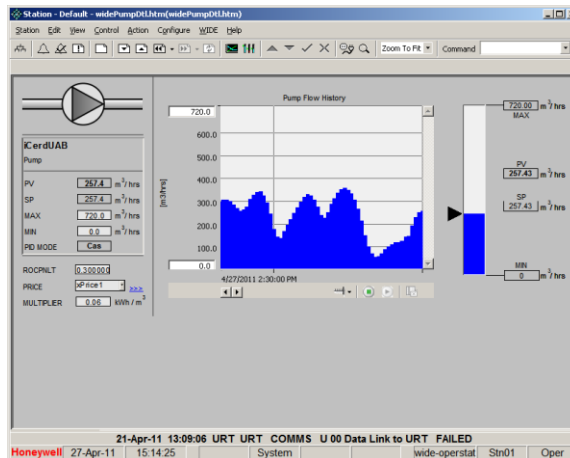 Station - Default - widePumpDtl.htm(widePumpDtl.htm)
Station Edit View Control Action Configure WIDE Help
Zoom To Fit Command
Pump Flow History
iCerdUAB
Pump
PV 257.4 m³/hrs
SP 257.4 m³/hrs
MAX 720.0 m³/hrs
MIN 0.0 m³/hrs
PID MODE Cas
ROCPNLT 0.300000
PRICE xPrice1 >>>
MULTIPLIER 0.06 kWh / m³
[m3/hrs]
720.0
600.0
500.0
400.0
300.0
200.0
100.0
0.0
4/27/2011 2:30:00 PM
720.00 m³/hrs
MAX
PV
257.43 m³/hrs
SP
257.43 m³/hrs
MIN
0 m³/hrs
21-Apr-11 13:09:06 URT URT COMMS U 00 Data Link to URT FAILED
Honeywell 27-Apr-11 15:14:25 System wide-operstat Stn01 Oper